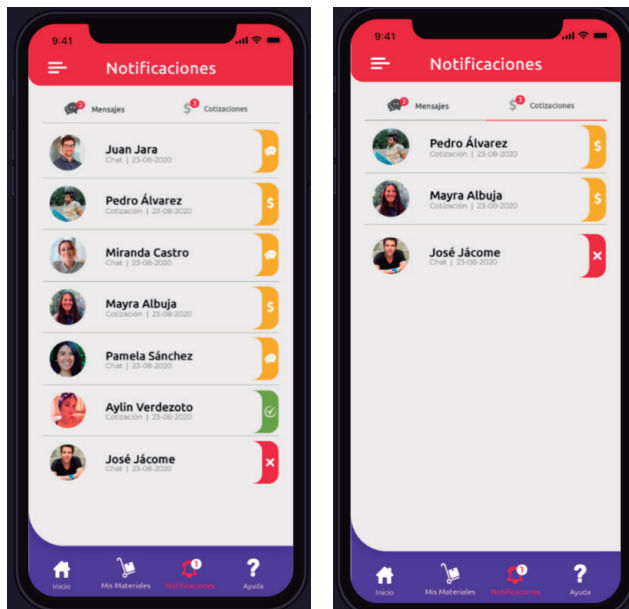 9:41
Notificaciones
2 Mensajes 3 Cotizaciones
Juan Jara
Chat | 23-08-2020
Pedro Álvarez
Cotización | 23-08-2020
Miranda Castro
Chat | 23-08-2020
Mayra Albuja
Cotización | 23-08-2020
Pamela Sánchez
Chat | 23-08-2020
Aylin Verdezoto
Cotización | 23-08-2020
José Jácome
Chat | 23-08-2020
1
Inicio Mis Materiales Notificaciones Ayuda
9:41
Notificaciones
2 Mensajes 3 Cotizaciones
Pedro Álvarez
Cotización | 23-08-2020
Mayra Albuja
Cotización | 23-08-2020
José Jácome
Chat | 23-08-2020
1
Inicio Mis Materiales Notificaciones Ayuda